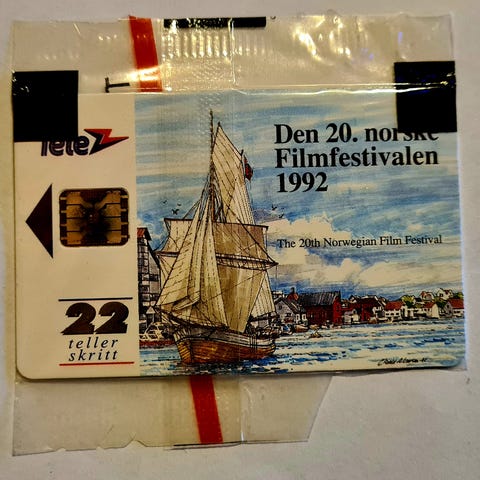 Tele
Den 20. norske
Filmfestivalen
1992
The 20th Norwegian Film Festival
22
teller
skritt